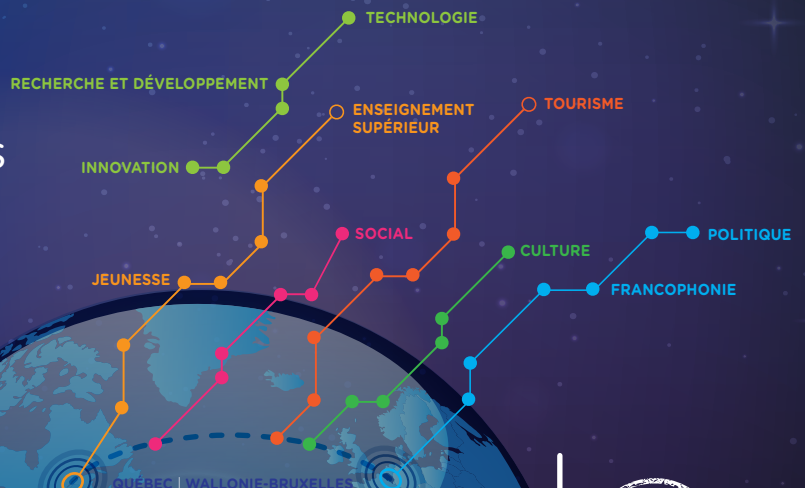 TECHNOLOGIE
RECHERCHE ET DÉVELOPPEMENT
ENSEIGNEMENT
SUPÉRIEUR
TOURISME
S
INNOVATION
SOCIAL
POLITIQUE
CULTURE
JEUNESSE
FRANCOPHONIE
QUÉBEC | WALLONIE-BRUXELLES